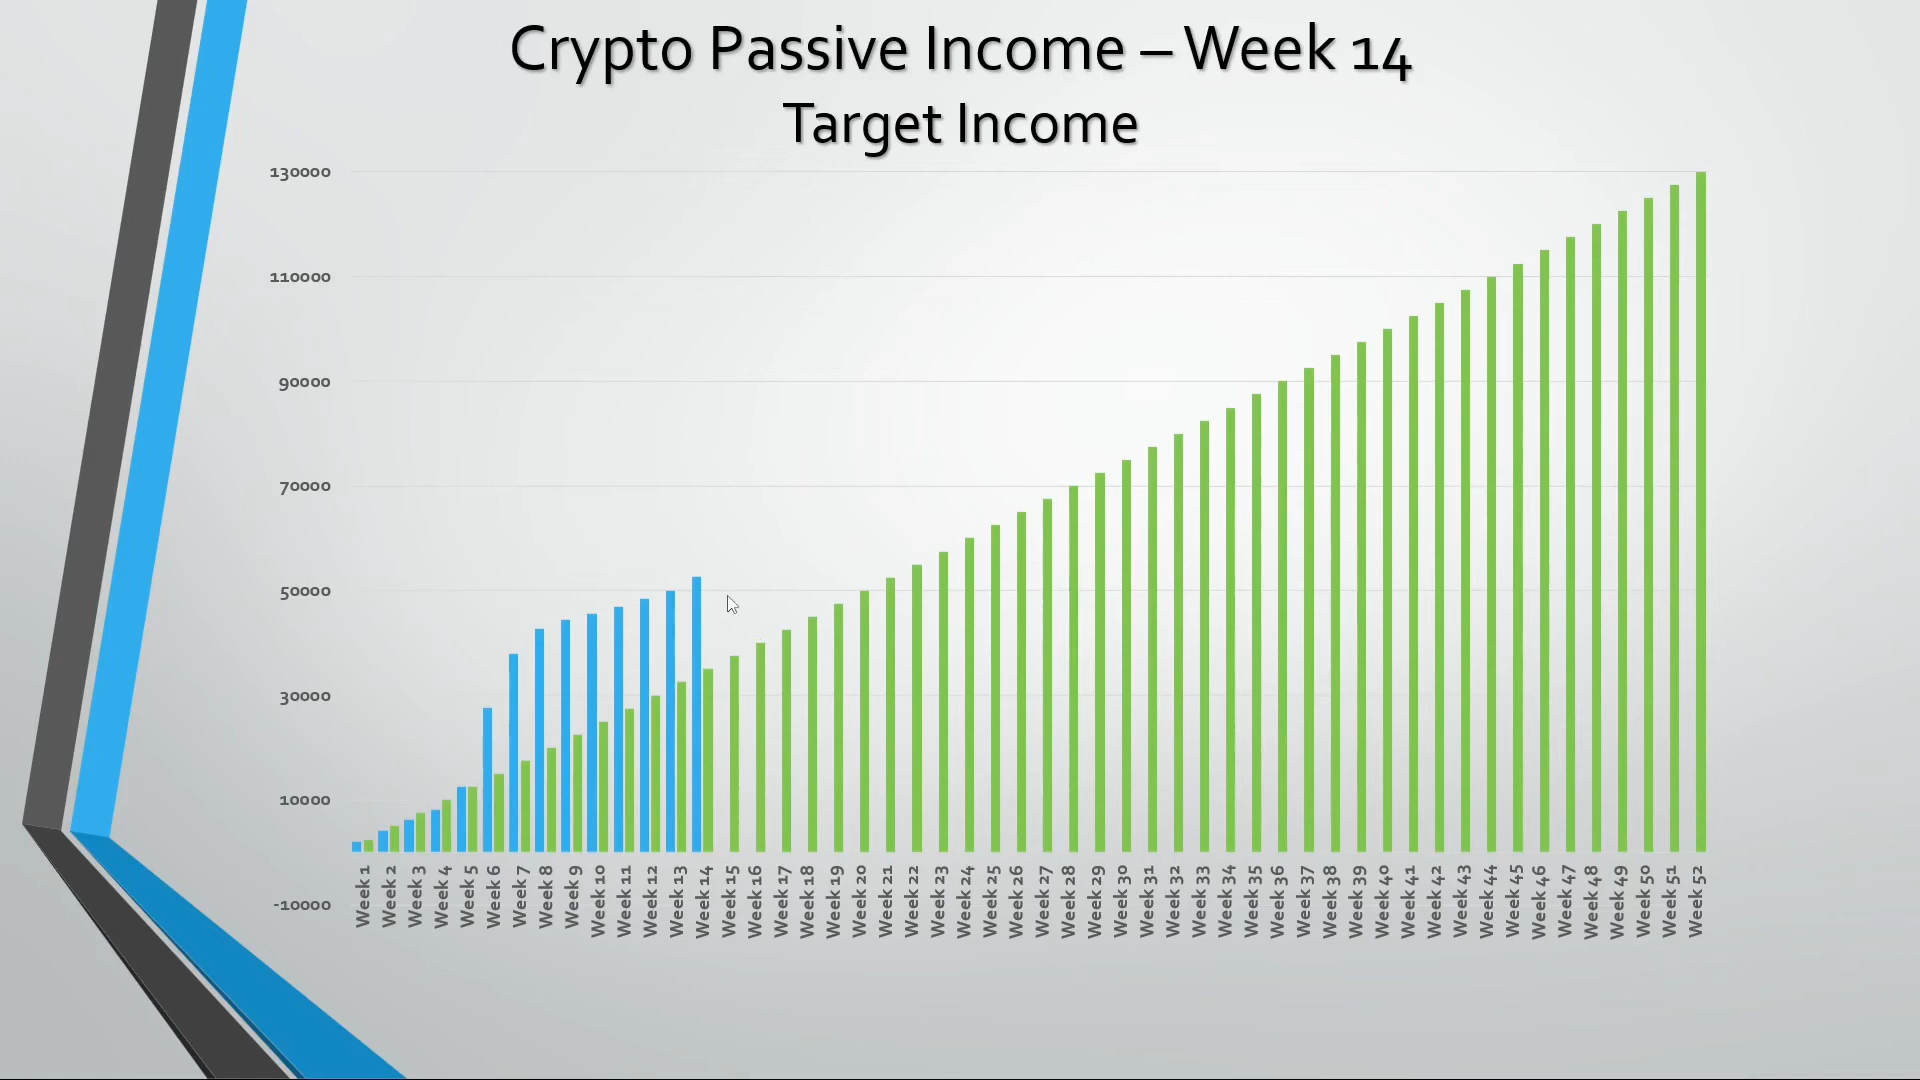 Crypto Passive Income – Week 14
Target Income
130000
110000
90000
70000
50000
30000
10000
-10000
Week 1
Week 2
Week 3
Week 4
Week 5
Week 6
Week 7
Week 8
Week 9
Week 10
Week 11
Week 12
Week 13
Week 14
Week 15
Week 16
Week 17
Week 18
Week 19
Week 20
Week 21
Week 22
Week 23
Week 24
Week 25
Week 26
Week 27
Week 28
Week 29
Week 30
Week 31
Week 32
Week 33
Week 34
Week 35
Week 36
Week 37
Week 38
Week 39
Week 40
Week 41
Week 42
Week 43
Week 44
Week 45
Week 46
Week 47
Week 48
Week 49
Week 50
Week 51
Week 52